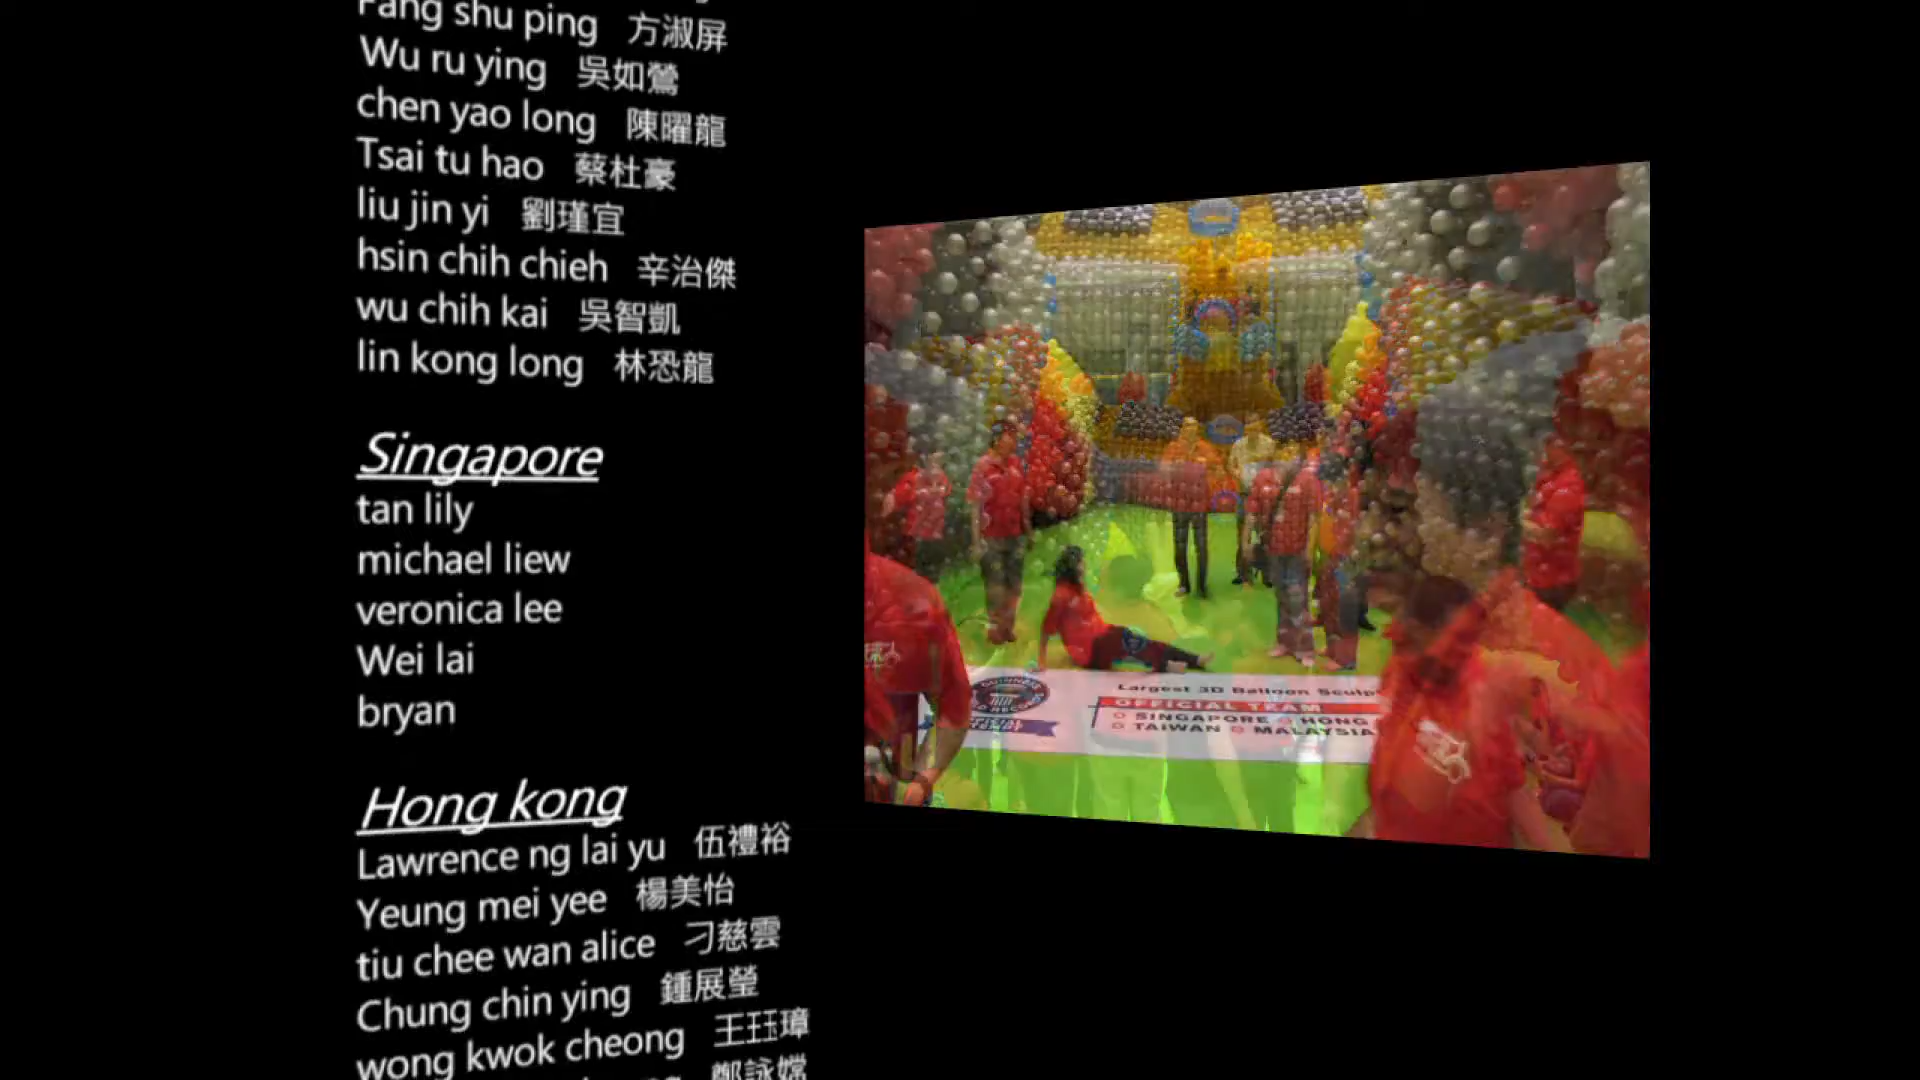 Fang shu ping 方淑屏
Wu ru ying 吳如鶯
chen yao long 陳曜龍
Tsai tu hao 蔡杜豪
liu jin yi 劉瑾宜
hsin chih chieh 辛治傑
wu chih kai 吳智凱
lin kong long 林恐龍
Singapore
tan lily
michael liew
veronica lee
Wei lai
bryan
Hong kong
Lawrence ng lai yu 伍禮裕
Yeung mei yee 楊美怡
tiu chee wan alice 刁慈雲
Chung chin ying 鍾展瑩
wong kwok cheong 王玨璋
鄭詠嫦
Largest 3D Balloon
OFFICIAL TEAM
SINGAPORE HONG
TAIWAN MALAYSIA